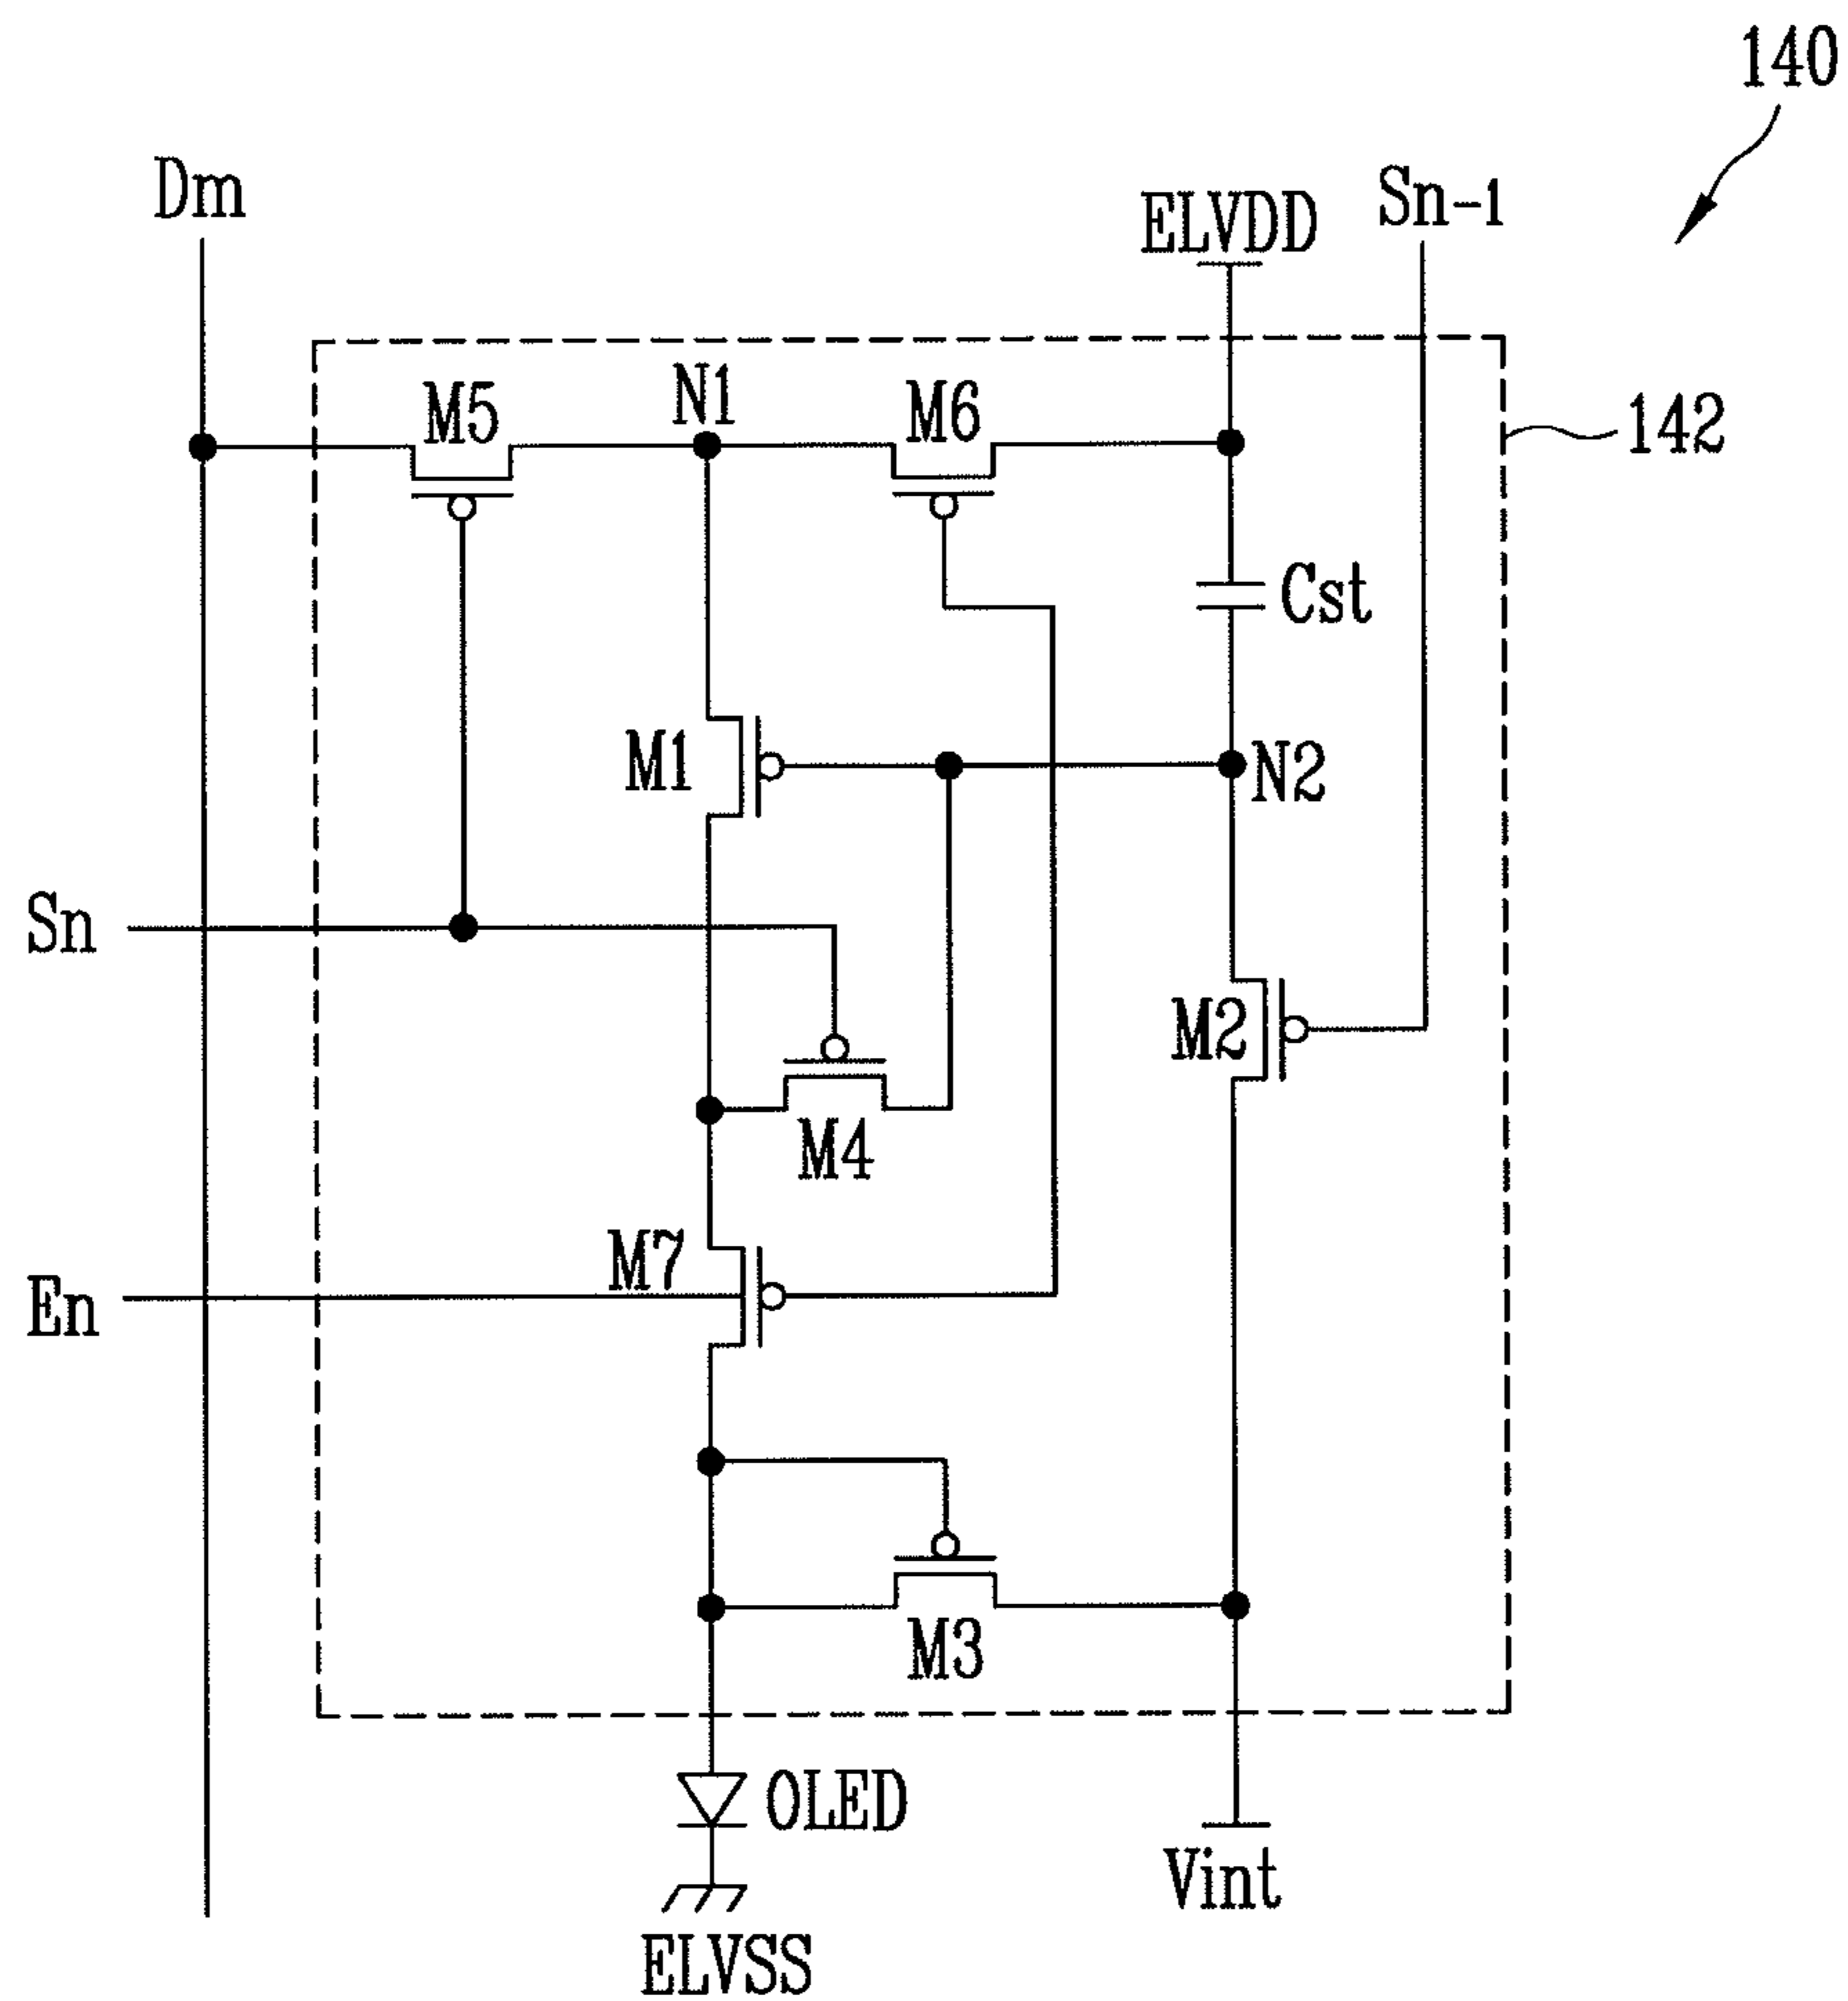 140
Dm
ELVDD
Sn-1
M5
N1
M6
142
Cst
M1
N2
Sn
M2
M4
M7
En
M3
OLED
Vint
ELVSS